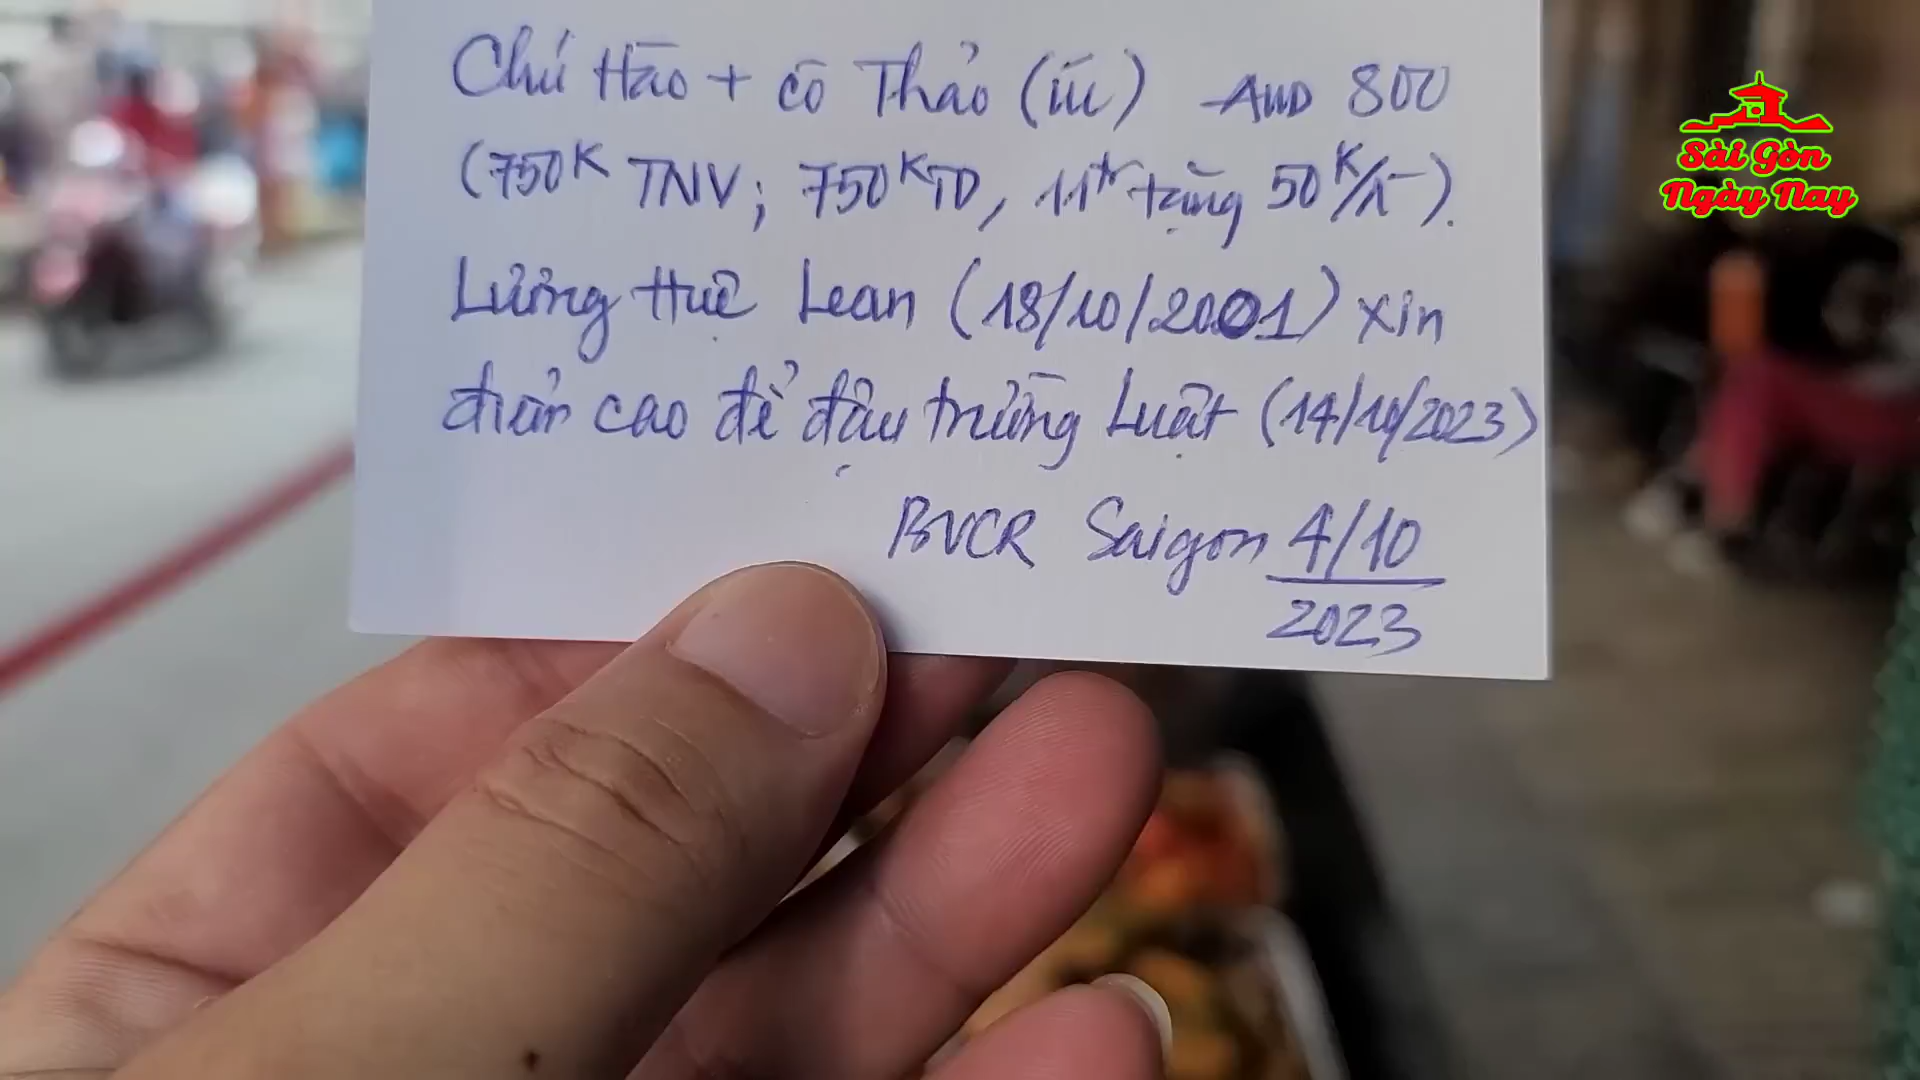 Chú Hào + cô Thảo (Úc) AUD 800
(750K TNV; 750K TD, 11tr tặng 50K/1).
Lương Huệ Lean (18/10/2001) xin
điểm cao để đậu trường Luật (14/10/2023)
BVCR Saigon 4/10
2023
Sài Gòn
Ngày Nay